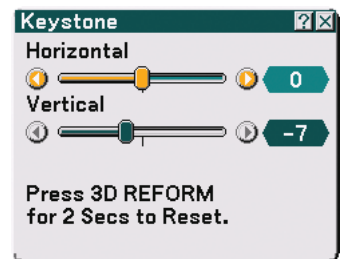 Keystone
Horizontal
0
Vertical
-7
Press 3D REFORM
for 2 Secs to Reset.